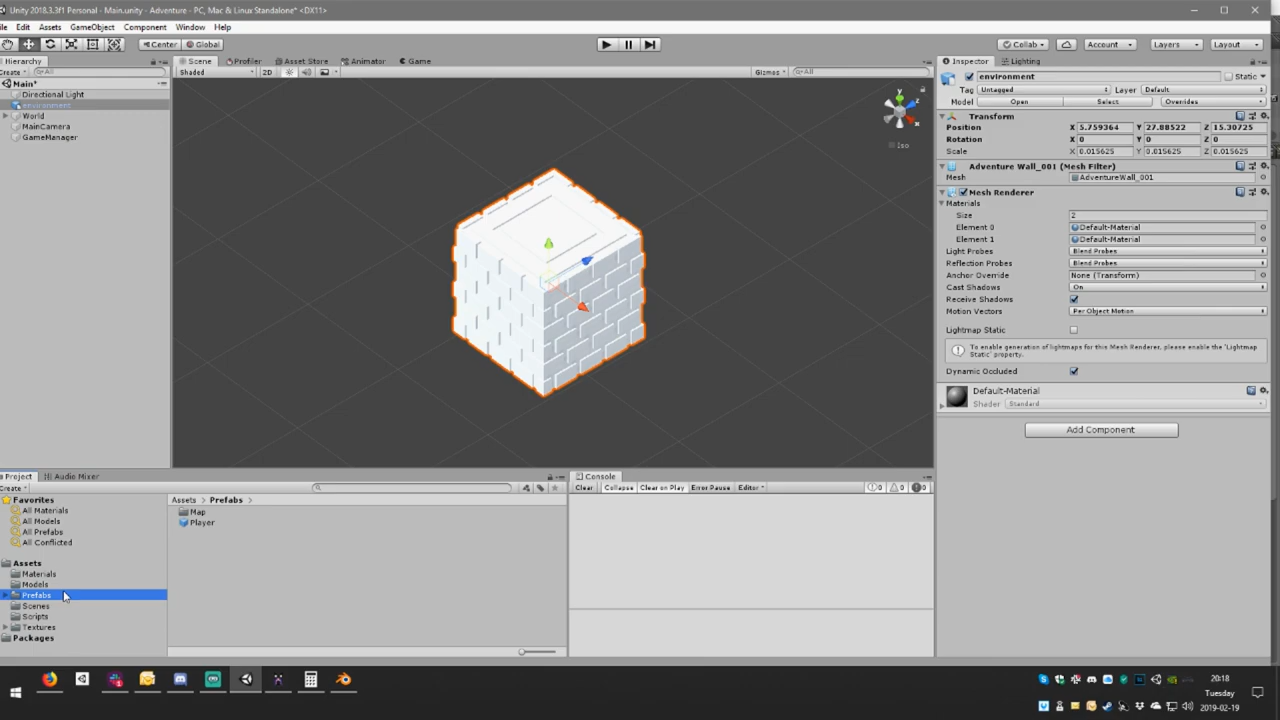 Unity 2018.3.3f1 Personal - Main.unity - Adventure - PC, Mac & Linux Standalone* <DX11>
Edit Assets GameObject Component Window Help
Center Global Collab Account Layers Layout
Hierarchy
Create All
Main*
Directional Light
environment
World
MainCamera
GameManager
Scene Profiler Asset Store Animator Game
Shaded 2D Gizmos All
y
z
x
Iso
Inspector Lighting
environment Static
Tag Untagged Layer Default
Model Open Select Overrides
Transform
Position X 5.759364 Y 27.88522 Z 15.30725
Rotation X 0 Y 0 Z 0
Scale X 0.015625 Y 0.015625 Z 0.015625
Adventure Wall_001 (Mesh Filter)
Mesh AdventureWall_001
Mesh Renderer
Materials
Size 2
Element 0 Default-Material
Element 1 Default-Material
Light Probes Blend Probes
Reflection Probes Blend Probes
Anchor Override None (Transform)
Cast Shadows On
Receive Shadows
Motion Vectors Per Object Motion
Lightmap Static
To enable generation of lightmaps for this Mesh Renderer, please enable the 'Lightmap
Static' property.
Dynamic Occluded
Default-Material
Shader Standard
Add Component
Project Audio Mixer
Create
Favorites
All Materials
All Models
All Prefabs
All Conflicted
Assets
Materials
Models
Prefabs
Scenes
Scripts
Textures
Packages
Assets Prefabs
Map
Player
Console
Clear Collapse Clear on Play Error Pause Editor 0 0 0
20:18
Tuesday
2019-02-19